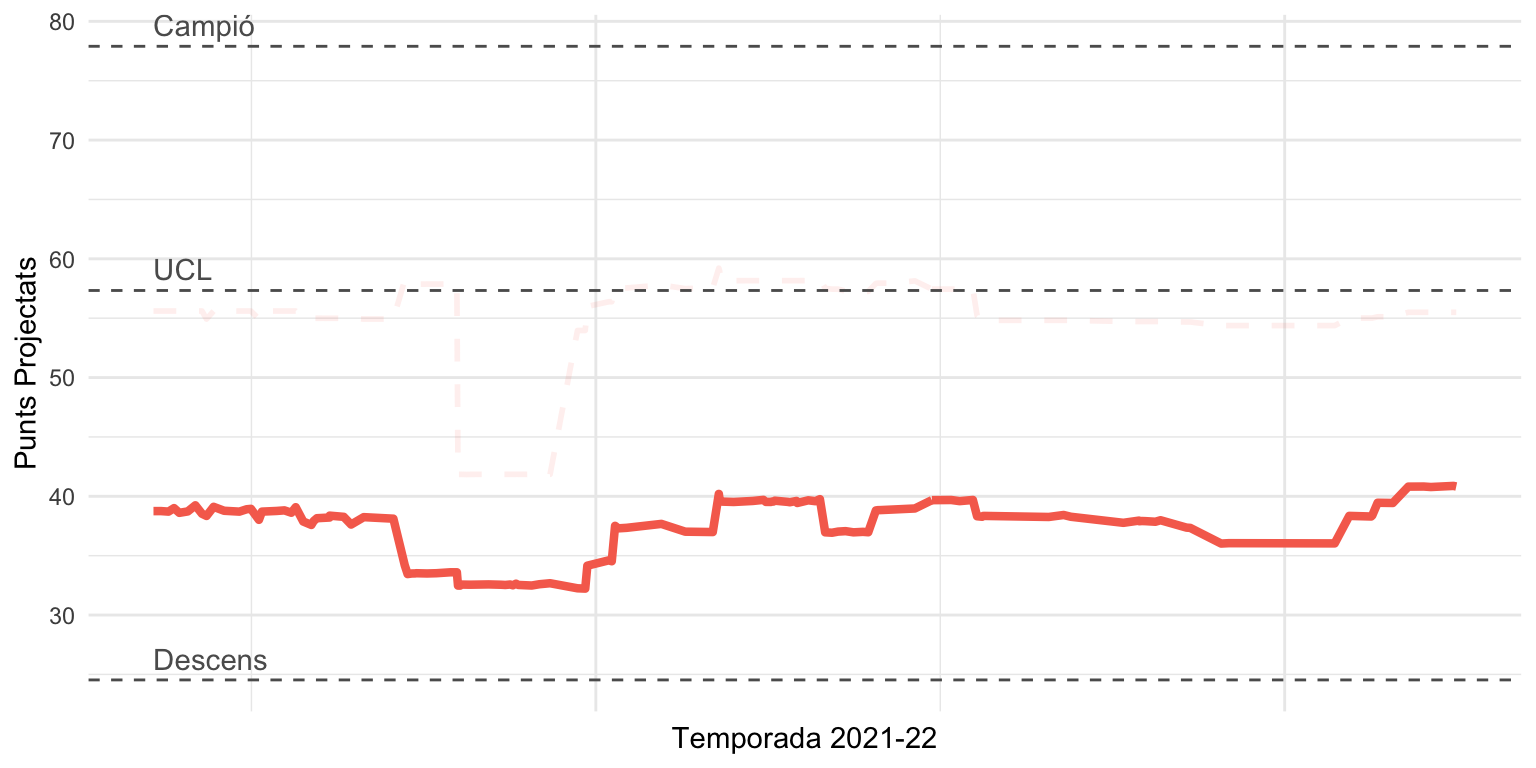 80
Campió
70
60
UCL
50
40
30
Descens
Punts Projectats
Temporada 2021-22